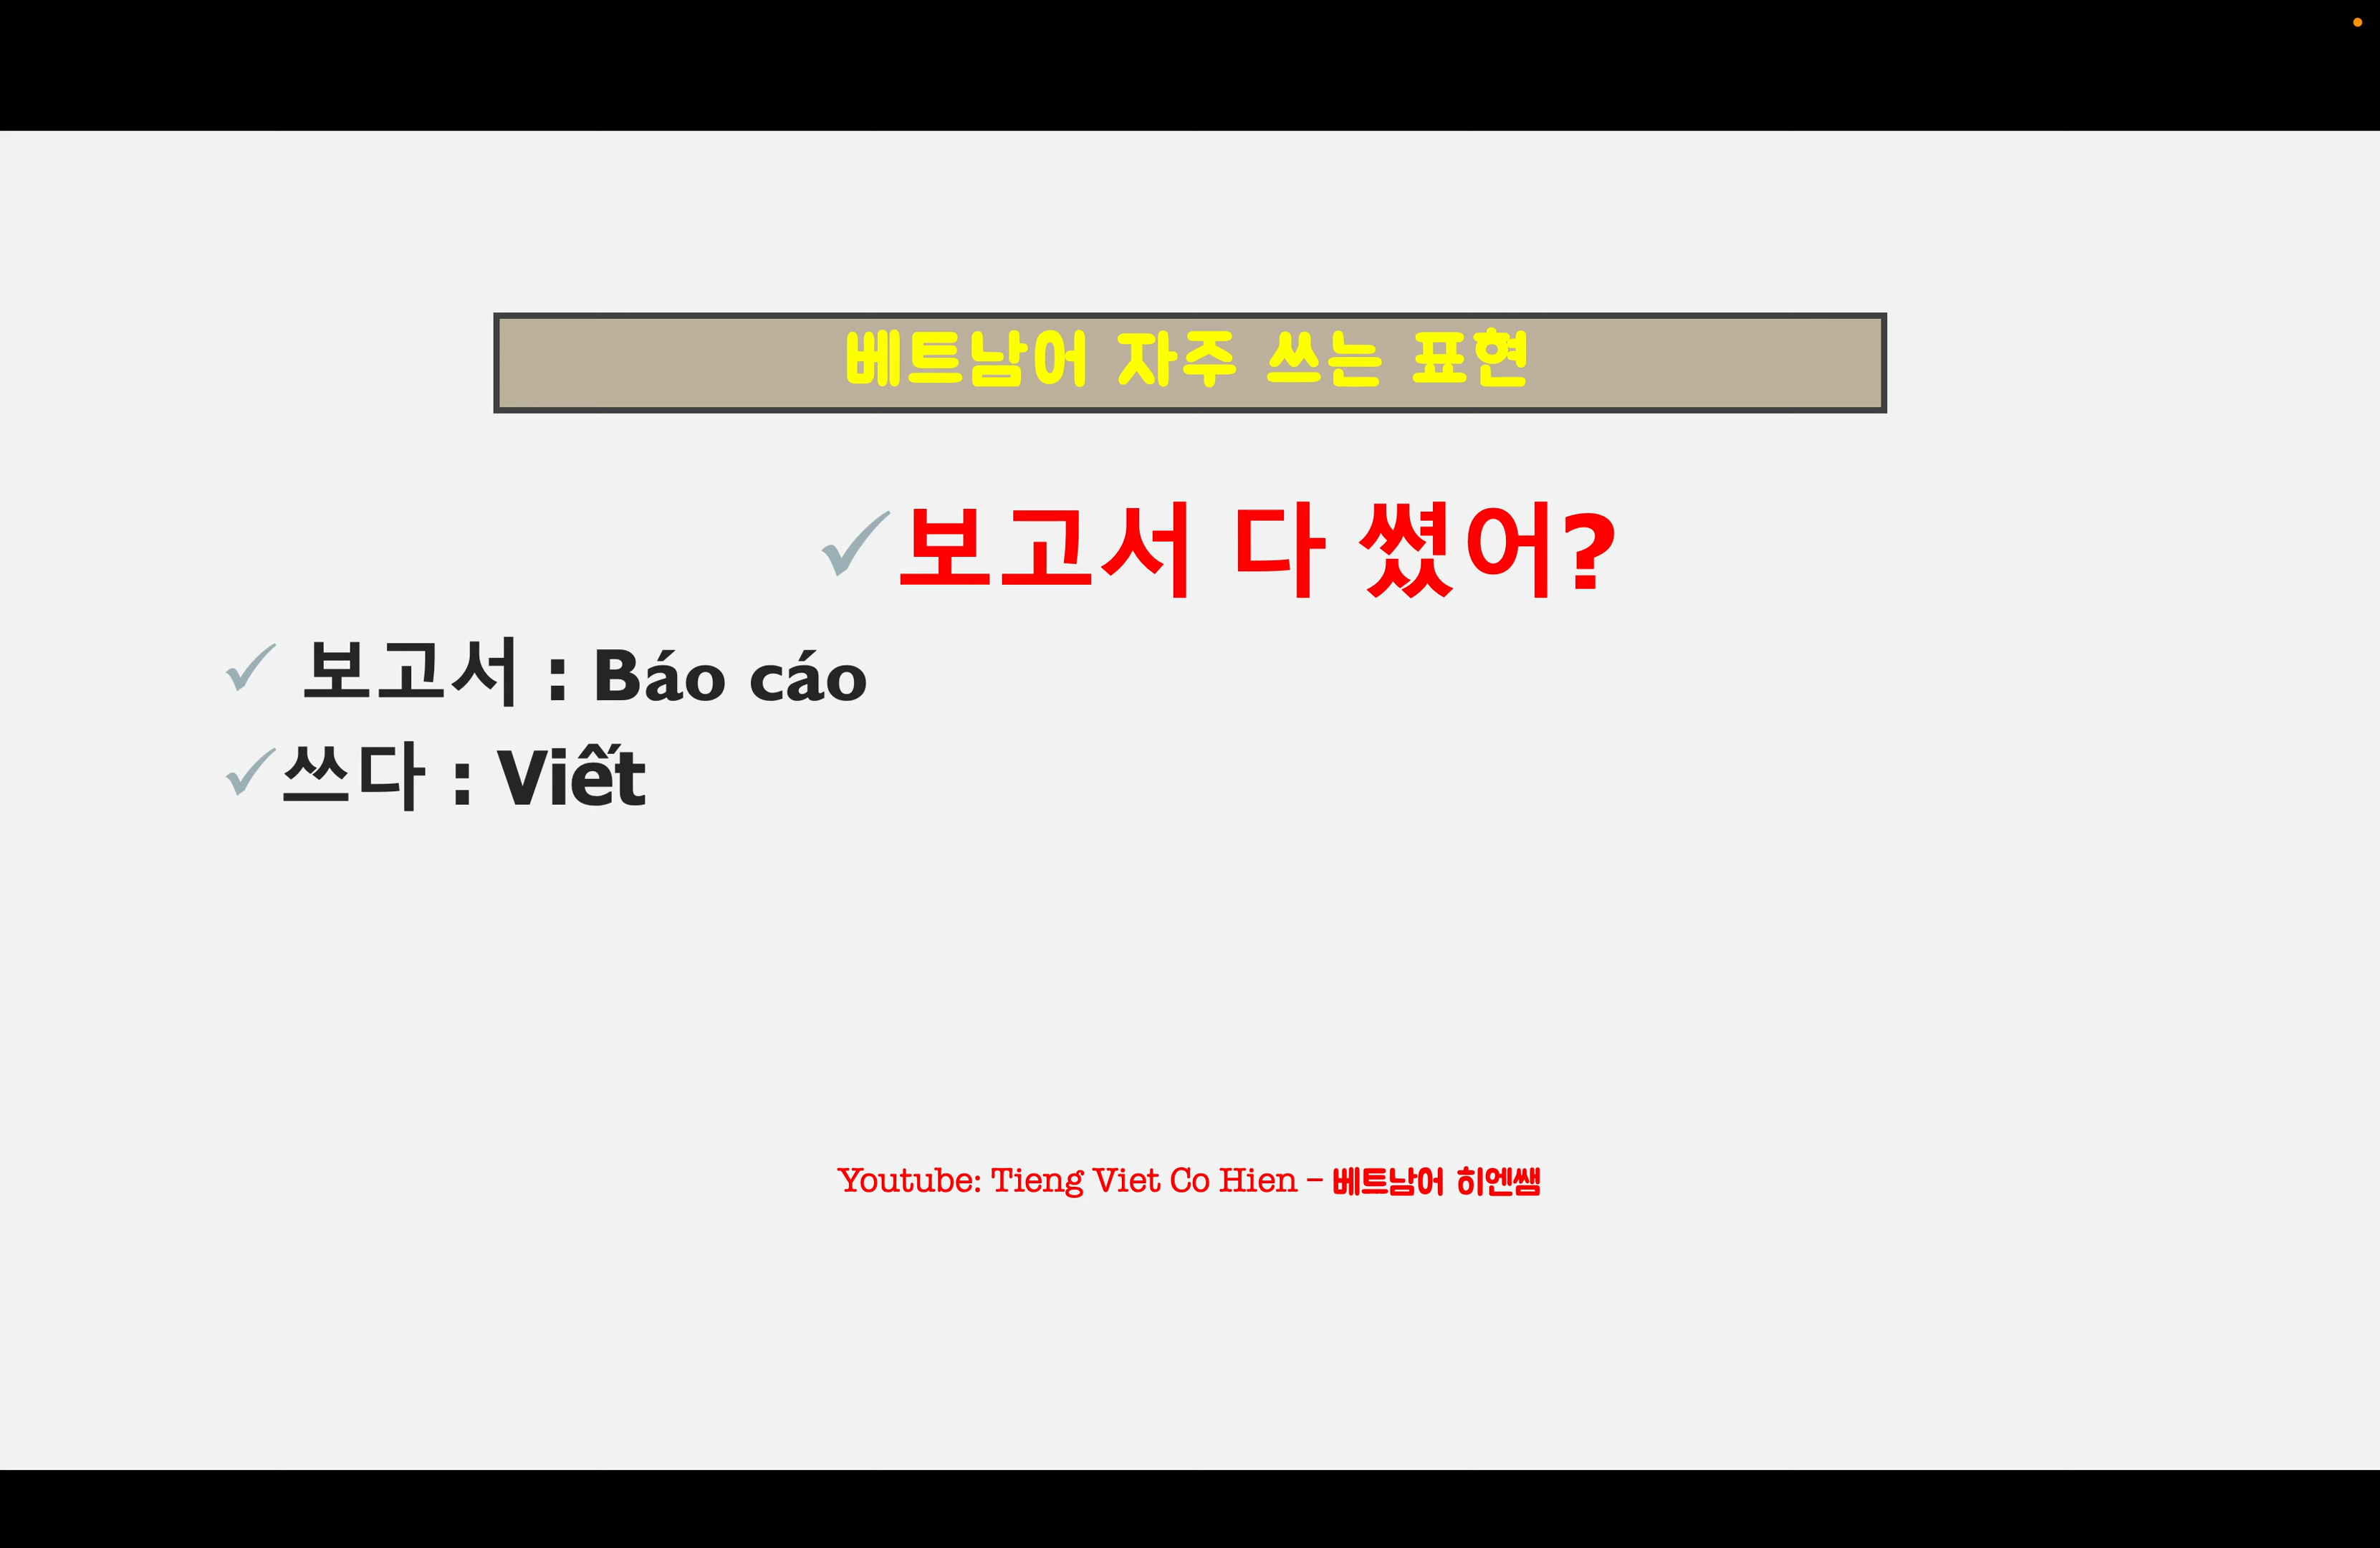 베트남어 자주 쓰는 표현
보고서 다 썼어?
보고서 : Báo cáo
쓰다 : Viết
Youtube: Tieng Viet Co Hien – 베트남어 히엔쌤